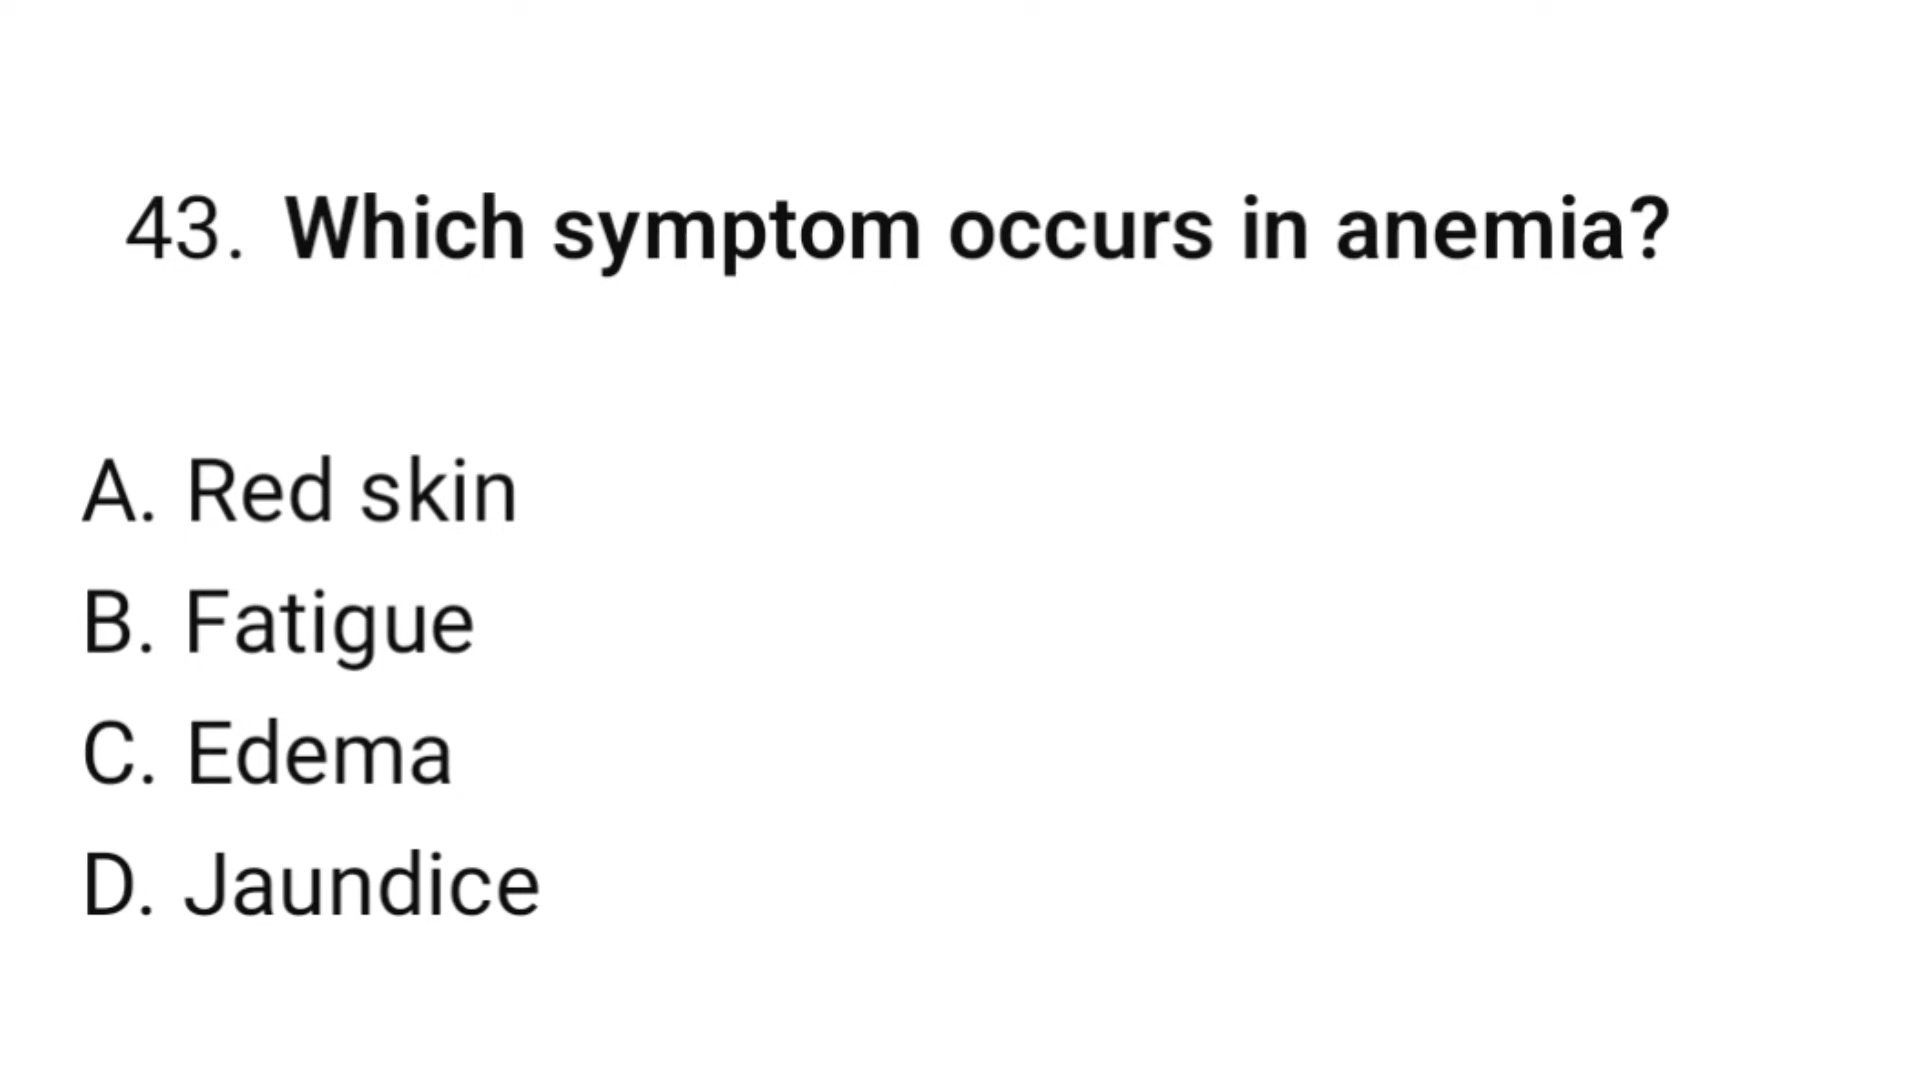 43. Which symptom occurs in anemia?
A. Red skin
B. Fatigue
C. Edema
D. Jaundice